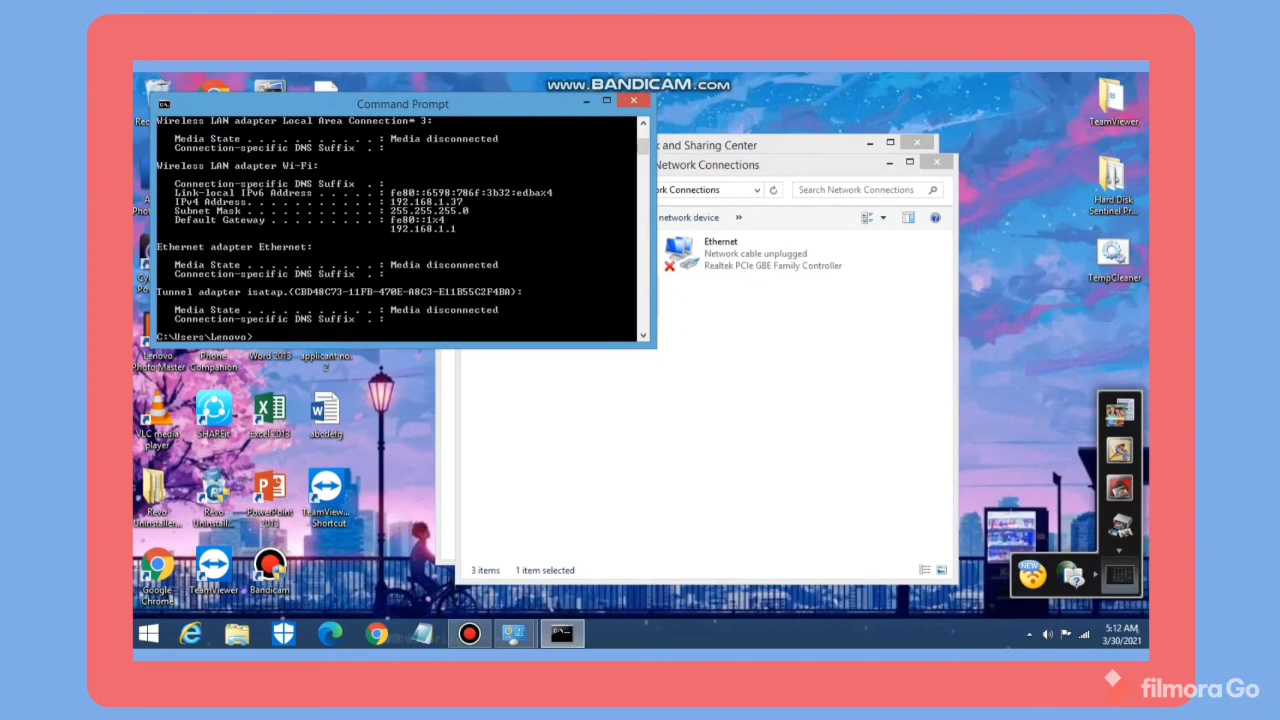 www.BANDICAM.com
Command Prompt
Wireless LAN adapter Local Area Connection* 3:
Media State . . . . . . . . . . . : Media disconnected
Connection-specific DNS Suffix . :
Wireless LAN adapter Wi-Fi:
Connection-specific DNS Suffix . :
Link-local IPv6 Address . . . . . : fe80::6598:786f:3b32:edba%4
IPv4 Address. . . . . . . . . . . : 192.168.1.37
Subnet Mask . . . . . . . . . . . : 255.255.255.0
Default Gateway . . . . . . . . . : fe80::1%4
192.168.1.1
Ethernet adapter Ethernet:
Media State . . . . . . . . . . . : Media disconnected
Connection-specific DNS Suffix . :
Tunnel adapter isatap.{CBD48C73-11FB-470E-A8C3-E11B55C2F4BA}:
Media State . . . . . . . . . . . : Media disconnected
Connection-specific DNS Suffix . :
C:\Users\Lenovo>
k and Sharing Center
Network Connections
rk Connections
Search Network Connections
network device »
Ethernet
Network cable unplugged
Realtek PCIe GBE Family Controller
3 items 1 item selected
TeamViewer
Hard Disk
Sentinel Pr...
TempCleaner
Lenovo
Photo Master
Phone
Companion
Word 2013
applicant no.
2
VLC media
player
SHAREit
Excel 2013
abcdefg
Revo
Uninstaller...
Revo
Uninstall...
PowerPoint
2013
TeamView...
Shortcut
Google
Chrome
TeamViewer
Bandicam
NEW
5:12 AM
3/30/2021
filmoraGo